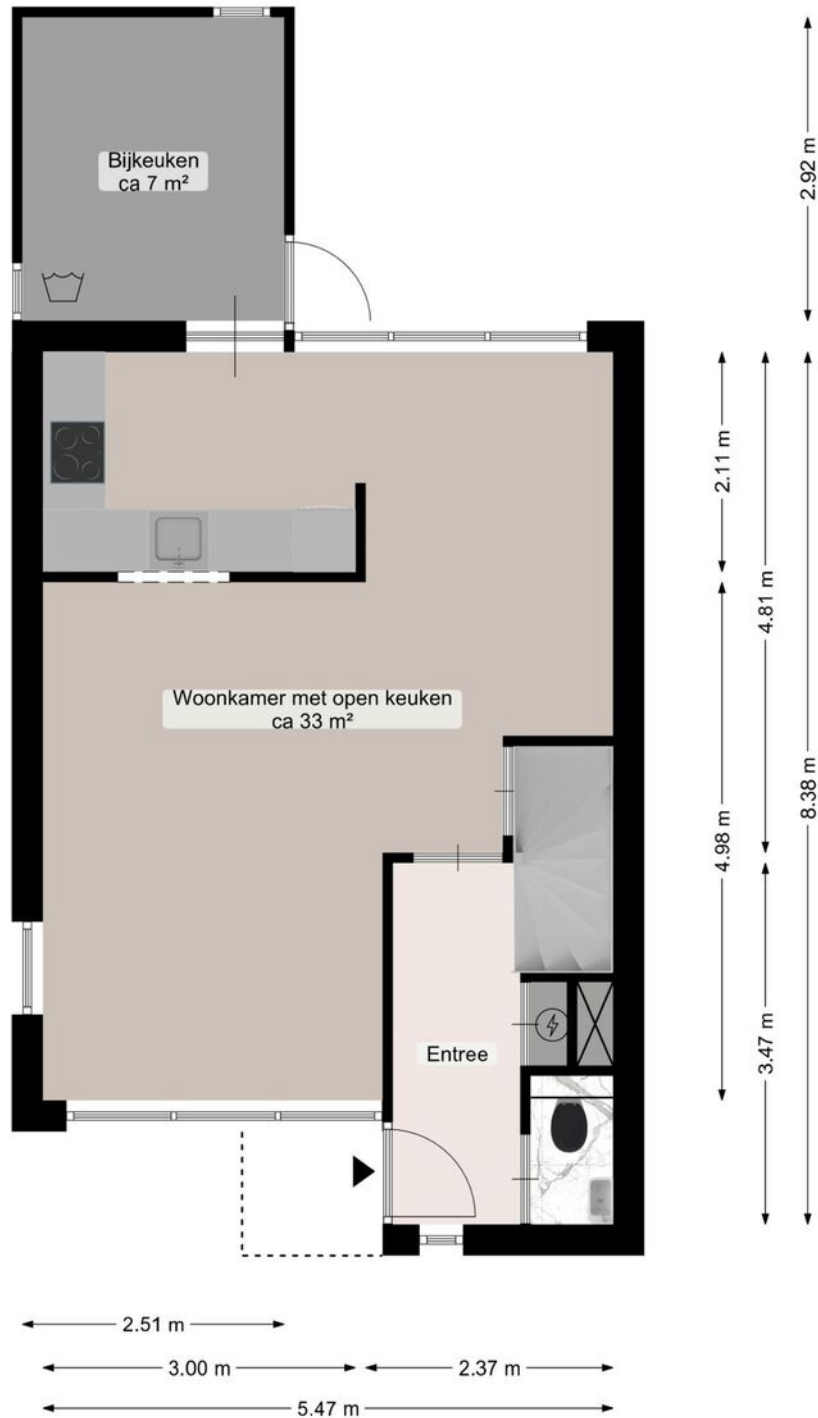 Bijkeuken
ca 7 m²
2.92 m
2.11 m
4.81 m
Woonkamer met open keuken
ca 33 m²
8.38 m
4.98 m
3.47 m
Entree
2.51 m
3.00 m
2.37 m
5.47 m